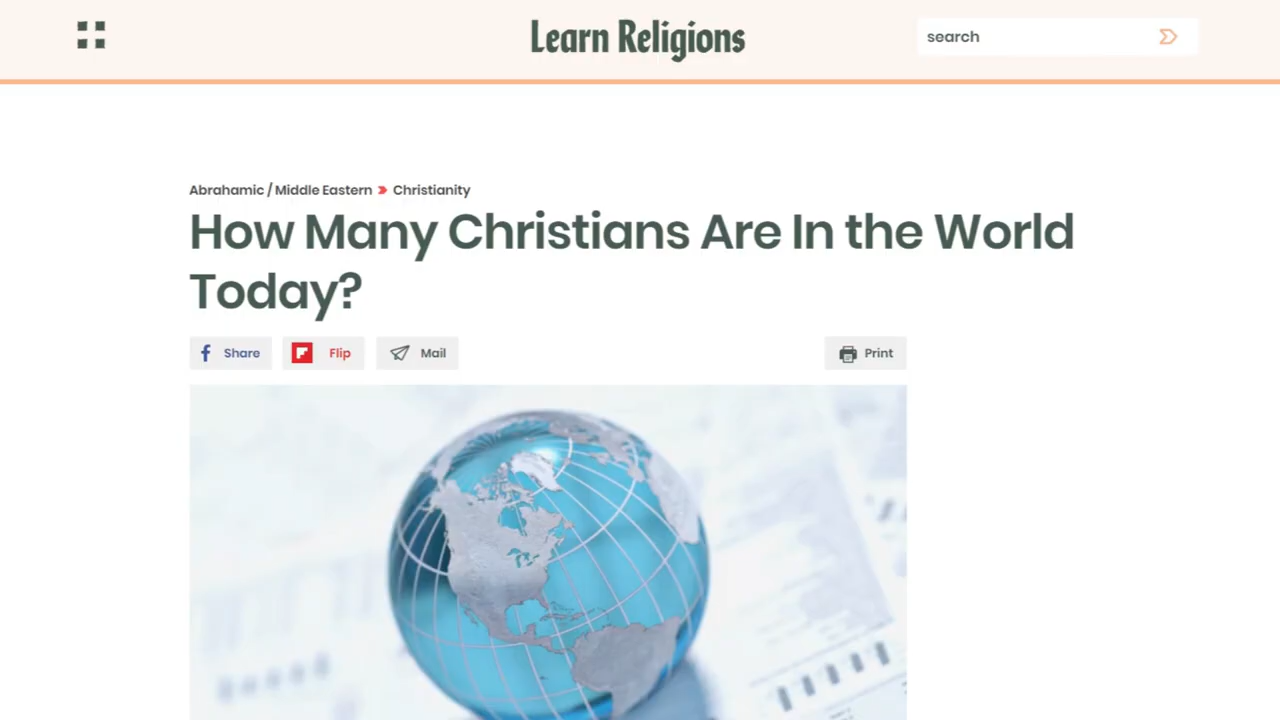 Learn Religions
search
Abrahamic / Middle Eastern Christianity
How Many Christians Are In the World
Today?
Share Flip Mail Print